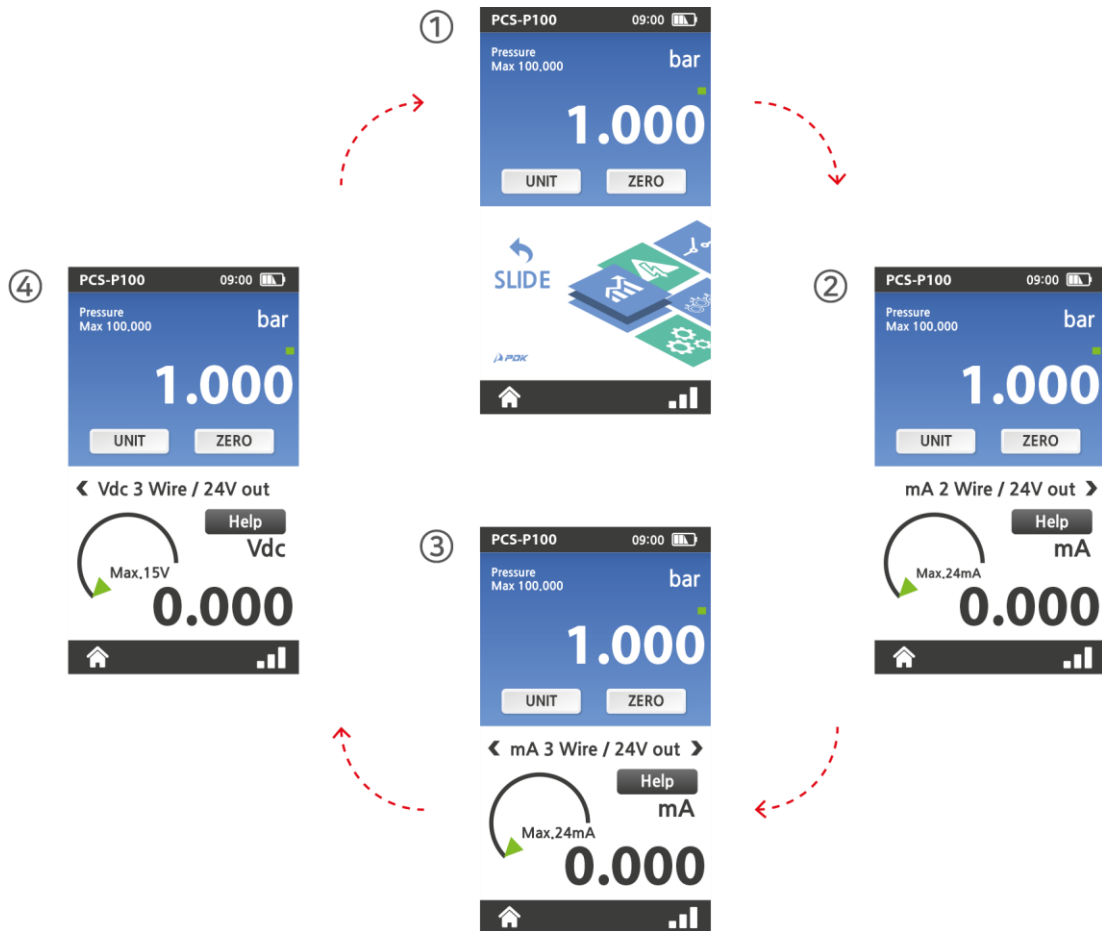 ①
PCS-P100 09:00
Pressure
Max 100,000
bar
1.000
UNIT ZERO
SLIDE
PDK
②
PCS-P100 09:00
Pressure
Max 100,000
bar
1.000
UNIT ZERO
mA 2 Wire / 24V out ❯
Help
mA
Max.24mA
0.000
③
PCS-P100 09:00
Pressure
Max 100,000
bar
1.000
UNIT ZERO
❮ mA 3 Wire / 24V out ❯
Help
mA
Max.24mA
0.000
④
PCS-P100 09:00
Pressure
Max 100,000
bar
1.000
UNIT ZERO
❮ Vdc 3 Wire / 24V out
Help
Vdc
Max.15V
0.000